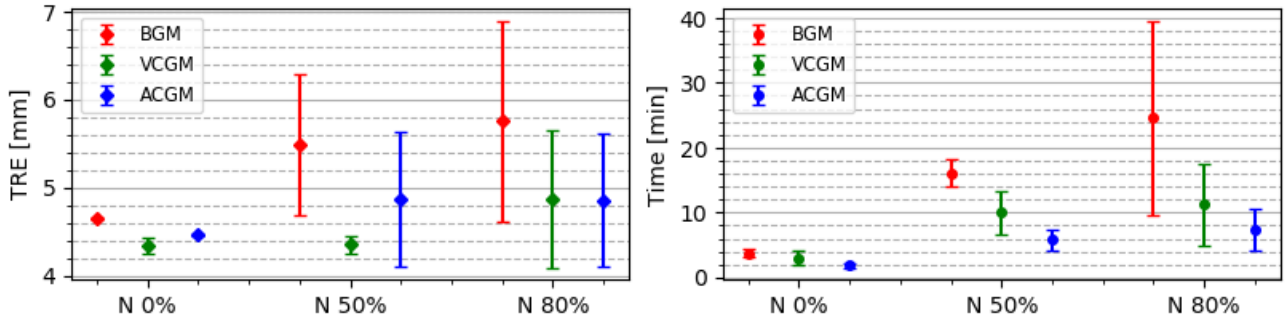 TRE [mm]
7
6
5
4
BGM
VCGM
ACGM
N 0%
N 50%
N 80%
Time [min]
40
30
20
10
0
BGM
VCGM
ACGM
N 0%
N 50%
N 80%